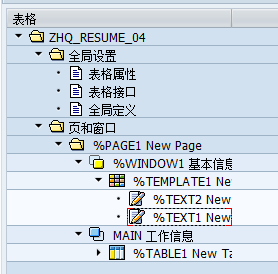 表格
ZHQ_RESUME_04
全局设置
表格属性
表格接口
全局定义
页和窗口
%PAGE1 New Page
%WINDOW1 基本信息
%TEMPLATE1 Ne
%TEXT2 New
%TEXT1 New
MAIN 工作信息
%TABLE1 New Ta